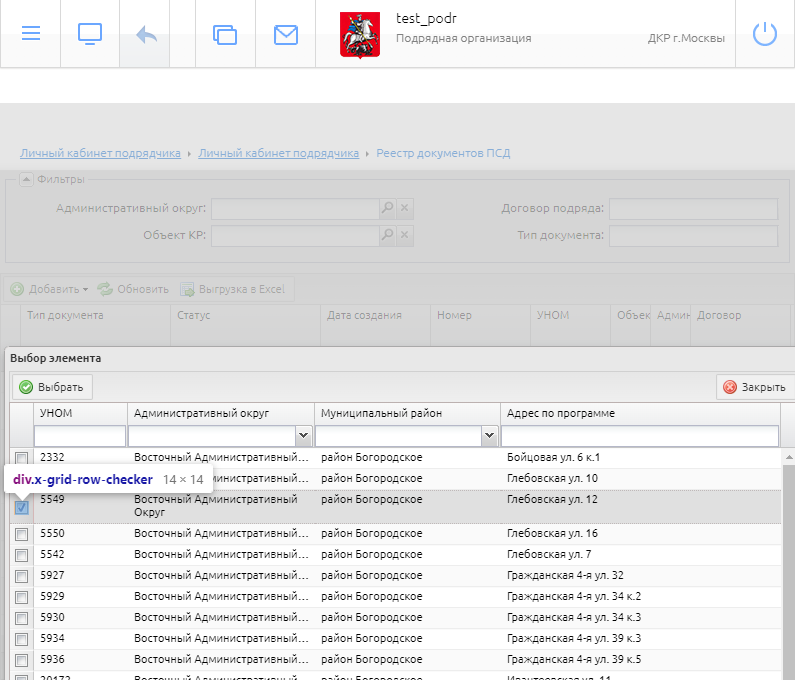 test_podr
Подрядная организация
ДКР г.Москвы
Личный кабинет подрядчика
Личный кабинет подрядчика
Реестр документов ПСД
Фильтры
Административный округ:
Договор подряда:
Объект КР:
Тип документа:
Добавить
Обновить
Выгрузка в Excel
Тип документа
Статус
Дата создания
Номер
УНОМ
Объек
Админ
Договор
Выбор элемента
Выбрать
Закрыть
УНОМ
Административный округ
Муниципальный район
Адрес по программе
2332 Восточный Административный... район Богородское Бойцовая ул. 6 к.1
div.x-grid-row-checker 14 × 14
район Богородское Глебовская ул. 10
5549 Восточный Административный район Богородское Глебовская ул. 12
Округ
5550 Восточный Административный... район Богородское Глебовская ул. 16
5542 Восточный Административный... район Богородское Глебовская ул. 7
5927 Восточный Административный... район Богородское Гражданская 4-я ул. 32
5929 Восточный Административный... район Богородское Гражданская 4-я ул. 34 к.2
5930 Восточный Административный... район Богородское Гражданская 4-я ул. 34 к.3
5934 Восточный Административный... район Богородское Гражданская 4-я ул. 39 к.3
5936 Восточный Административный... район Богородское Гражданская 4-я ул. 39 к.5